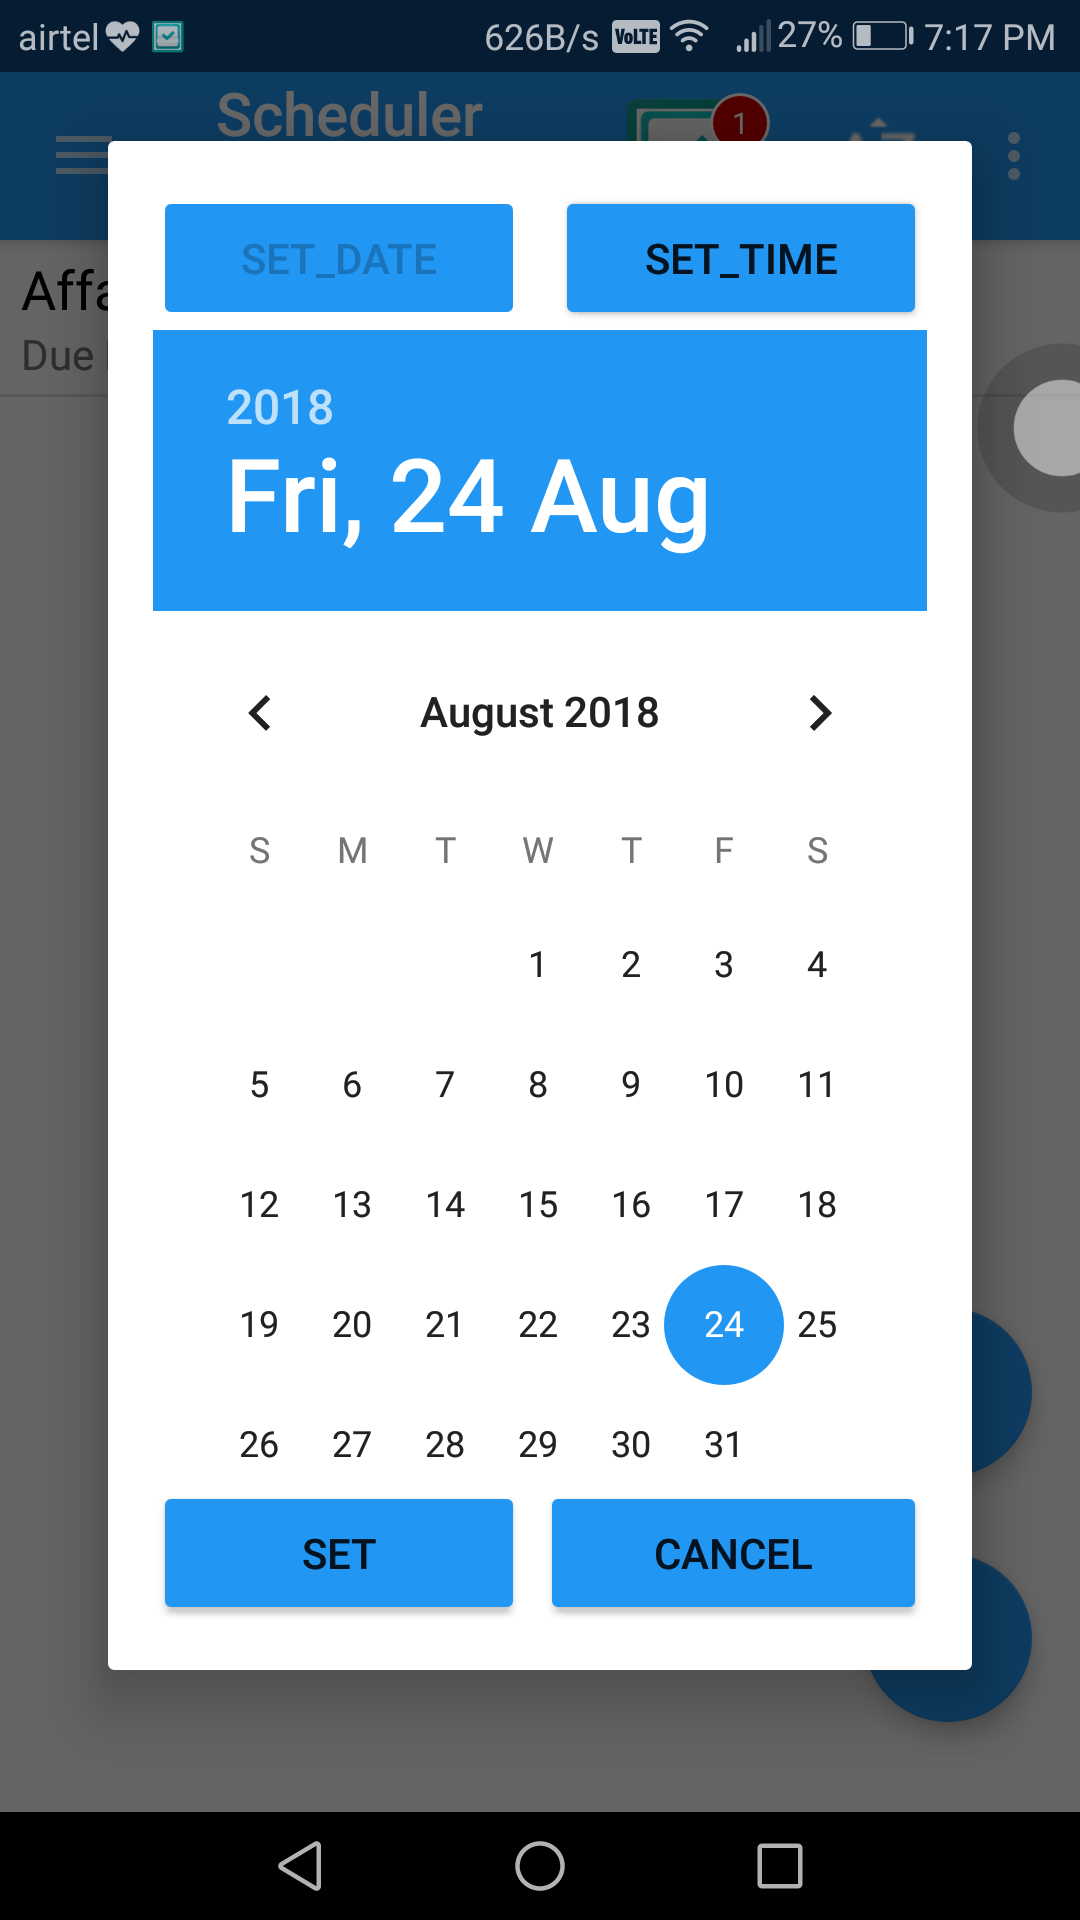 airtel 626B/s VoLTE 27% 7:17 PM
Scheduler 1
SET_DATE SET_TIME
Due
2018
Fri, 24 Aug
August 2018
S M T W T F S
1 2 3 4
5 6 7 8 9 10 11
12 13 14 15 16 17 18
19 20 21 22 23 24 25
26 27 28 29 30 31
SET CANCEL